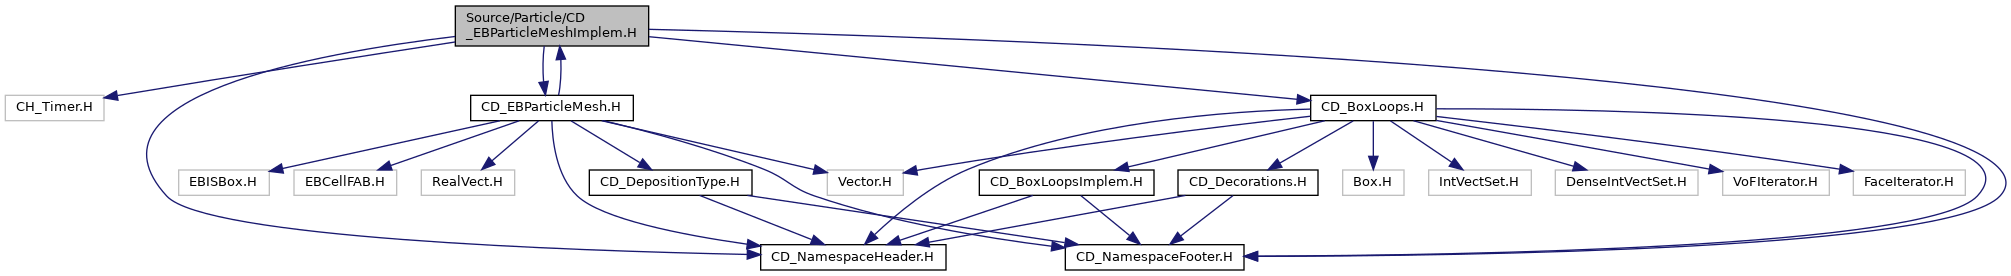 Source/Particle/CD
_EBParticleMeshImplem.H
CH_Timer.H
CD_EBParticleMesh.H
CD_BoxLoops.H
EBISBox.H
EBCellFAB.H
RealVect.H
CD_DepositionType.H
Vector.H
CD_BoxLoopsImplem.H
CD_Decorations.H
Box.H
IntVectSet.H
DenseIntVectSet.H
VoFIterator.H
FaceIterator.H
CD_NamespaceHeader.H
CD_NamespaceFooter.H